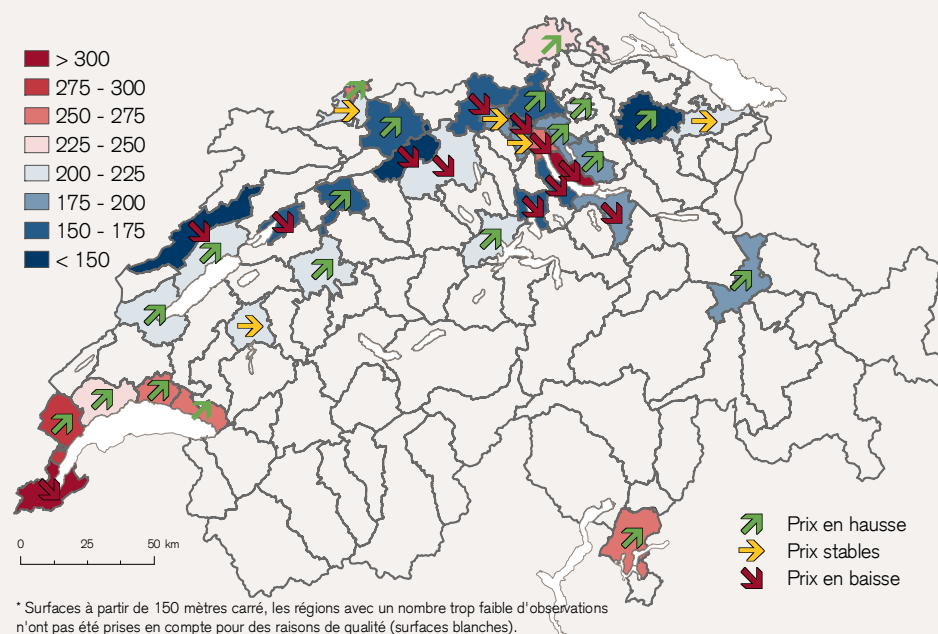 > 300
275 - 300
250 - 275
225 - 250
200 - 225
175 - 200
150 - 175
< 150
0 25 50 km
Prix en hausse
Prix stables
Prix en baisse
* Surfaces à partir de 150 mètres carré, les régions avec un nombre trop faible d'observations
n'ont pas été prises en compte pour des raisons de qualité (surfaces blanches).